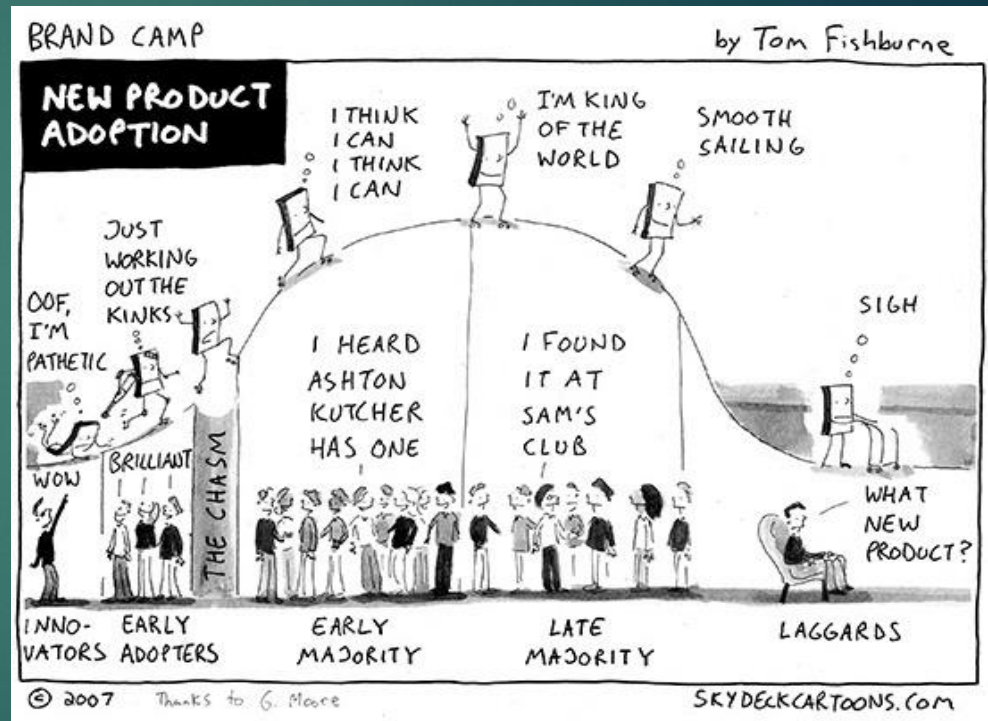 BRAND CAMP
by Tom Fishburne
NEW PRODUCT
ADOPTION
OOF,
I'M
PATHETIC
JUST
WORKING
OUT THE
KINKS
I THINK
I CAN
I THINK
I CAN
I'M KING
OF THE
WORLD
SMOOTH
SAILING
SIGH
WOW
BRILLIANT
THE CHASM
I HEARD
ASHTON
KUTCHER
HAS ONE
I FOUND
IT AT
SAM'S
CLUB
WHAT
NEW
PRODUCT?
INNO-
VATORS
EARLY
ADOPTERS
EARLY
MAJORITY
LATE
MAJORITY
LAGGARDS
© 2007
Thanks to G. Moore
SKYDECKCARTOONS.COM